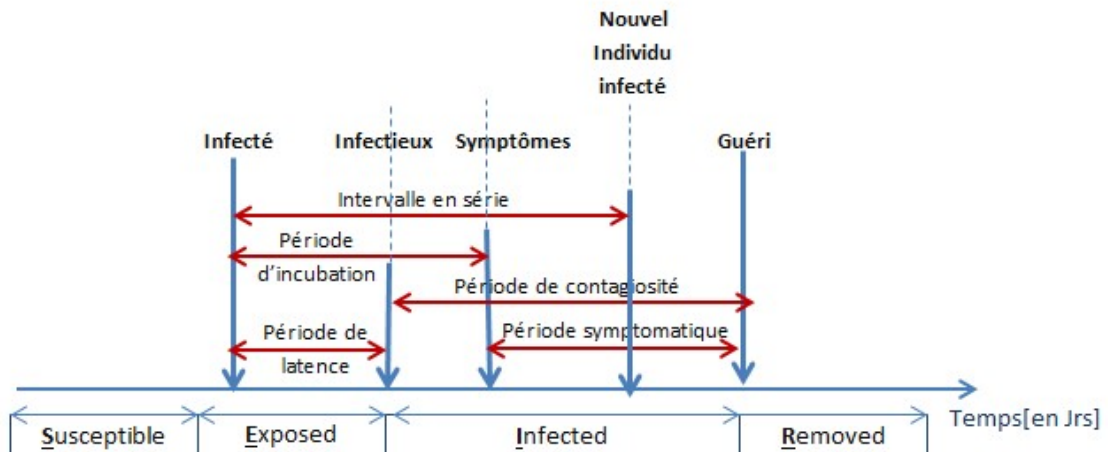 Nouvel
Individu
infecté
Infecté
Infectieux
Symptômes
Guéri
Intervalle en série
Période
d'incubation
Période de contagiosité
Période de
latence
Période symptomatique
Temps[en Jrs]
Susceptible
Exposed
Infected
Removed